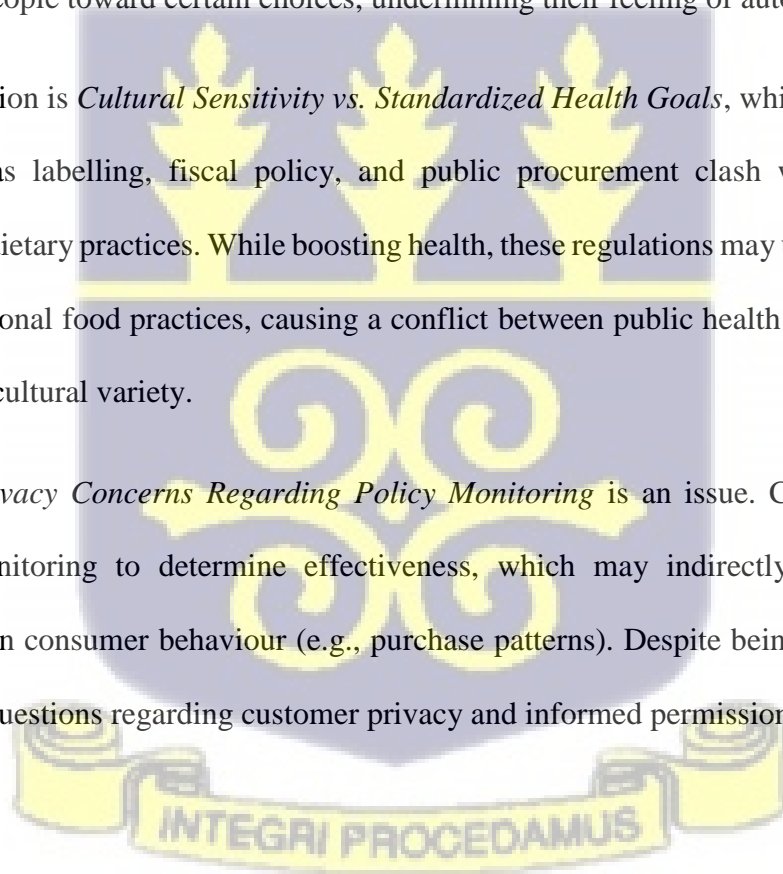 toward certain choices, undermining their feeling of
ion is Cultural Sensitivity vs. Standardized Health Goals, whi
as labelling, fiscal policy, and public procurement clash
ietary practices. While boosting health, these regulations may
onal food practices, causing a conflict between public health
cultural variety.
vacy Concerns Regarding Policy Monitoring is an issue. C
nitoring to determine effectiveness, which may indirectly
n consumer behaviour (e.g., purchase patterns). Despite bein
uestions regarding customer privacy and informed permission
INTEGRI PROCEDAMUS